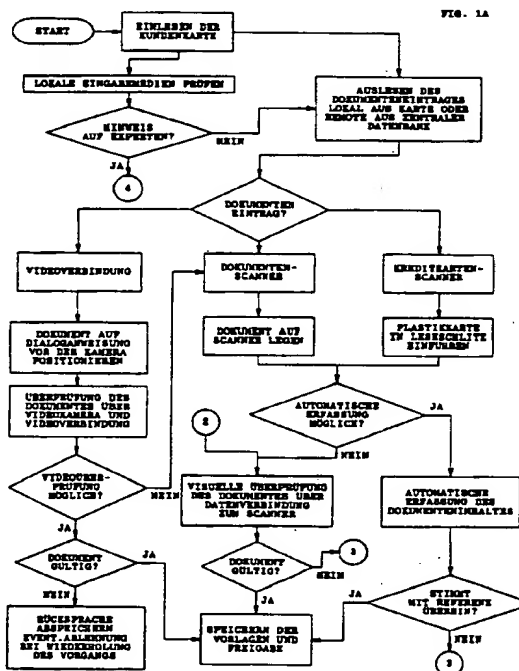 FIG. 1A
START
EINLESEN DER
KUNDENKARTE
LOKALE EINGABEMEDIEN PRÜFEN
HINWEIS
AUF EXPERTEN?
NEIN
JA
4
AUSLESEN DES
DOKUMENTENEINTRAGES
LOKAL AUS KARTE ODER
REMOTE AUS ZENTRALER
DATENBANK
DOKUMENTEN
EINTRAG?
VIDEOVERBINDUNG
DOKUMENTEN-
SCANNER
KREDITKARTEN-
SCANNER
DOKUMENT AUF
DIALOGANWEISUNG
VOR DER KAMERA
POSITIONIEREN
DOKUMENT AUF
SCANNER LEGEN
PLASTIKKARTE
IN LESESCHLITZ
EINFÜHREN
ÜBERPRÜFUNG DES
DOKUMENTES ÜBER
VIDEOKAMERA UND
VIDEOVERBINDUNG
AUTOMATISCHE
ERFASSUNG
MÖGLICH?
JA
NEIN
2
VIDEOÜBER-
PRÜFUNG
MÖGLICH?
NEIN
JA
VISUELLE ÜBERPRÜFUNG
DES DOKUMENTES ÜBER
DATENVERBINDUNG
ZUM SCANNER
AUTOMATISCHE
ERFASSUNG DES
DOKUMENTENINHALTES
DOKUMENT
GÜLTIG?
JA
NEIN
DOKUMENT
GÜLTIG?
3
NEIN
JA
STIMMT
MIT REFERENZ
ÜBEREIN?
JA
NEIN
3
RÜCKSPRACHE
ABSPEICHERN
EVENT.ABLEHNUNG
BEI WIEDERHOLUNG
DES VORGANGS
SPEICHERN DER
VORLAGEN UND
FREIGABE